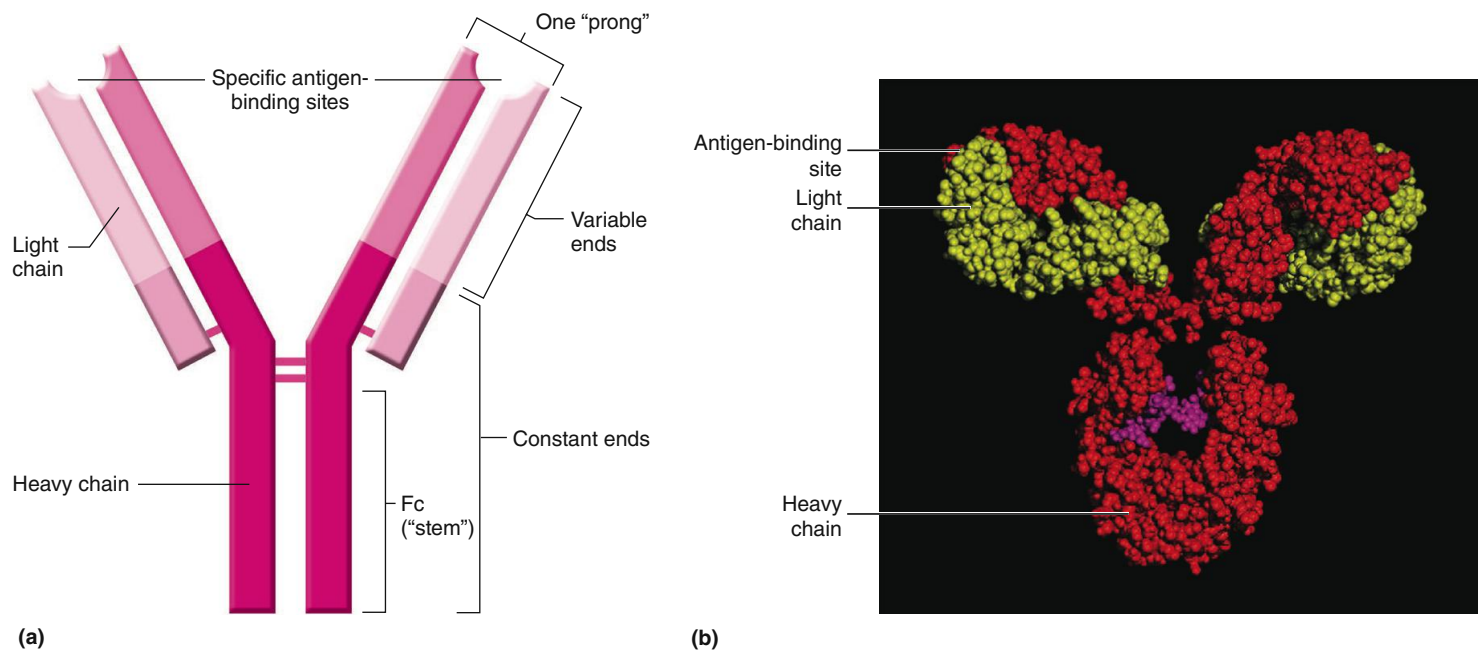 One “prong”
Specific antigen-
binding sites
Variable
ends
Light
chain
Constant ends
Heavy chain
Fc
(“stem”)
(a)
Antigen-binding
site
Light
chain
Heavy
chain
(b)